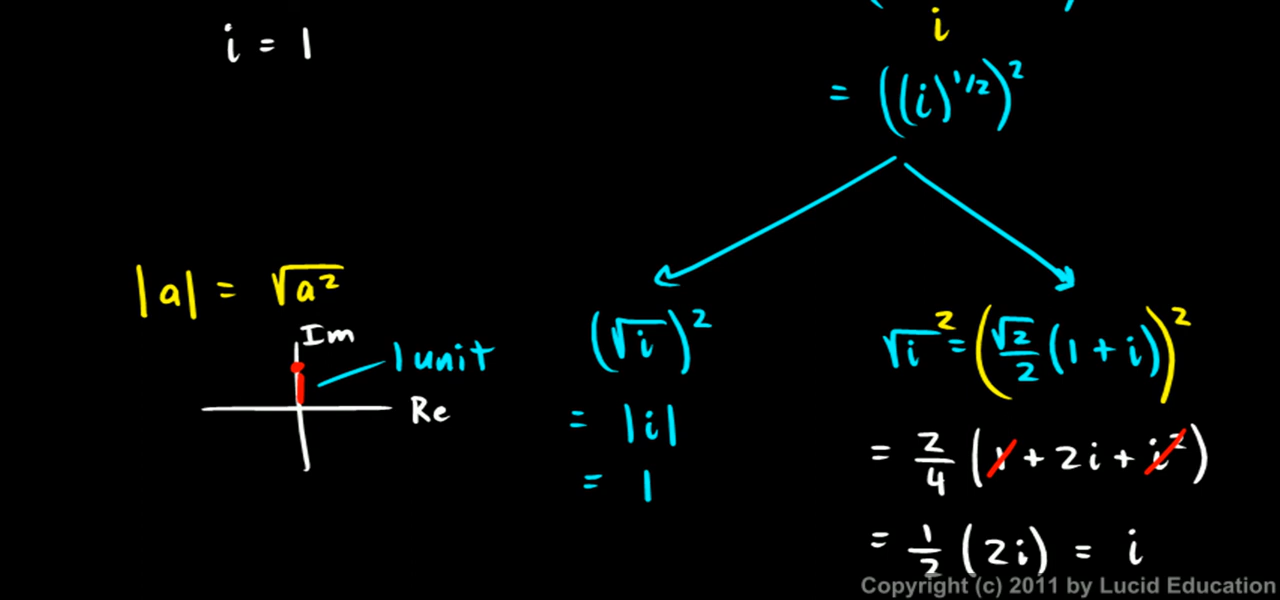 i = 1
i
= ((i)^1/2)^2
|a| = √a²
Im
1 unit
Re
(√i)²
= |i|
= 1
√i² = (√2/2 (1 + i))²
= 2/4 (1 + 2i + i²)
= 1/2 (2i) = i
Copyright (c) 2011 by Lucid Education